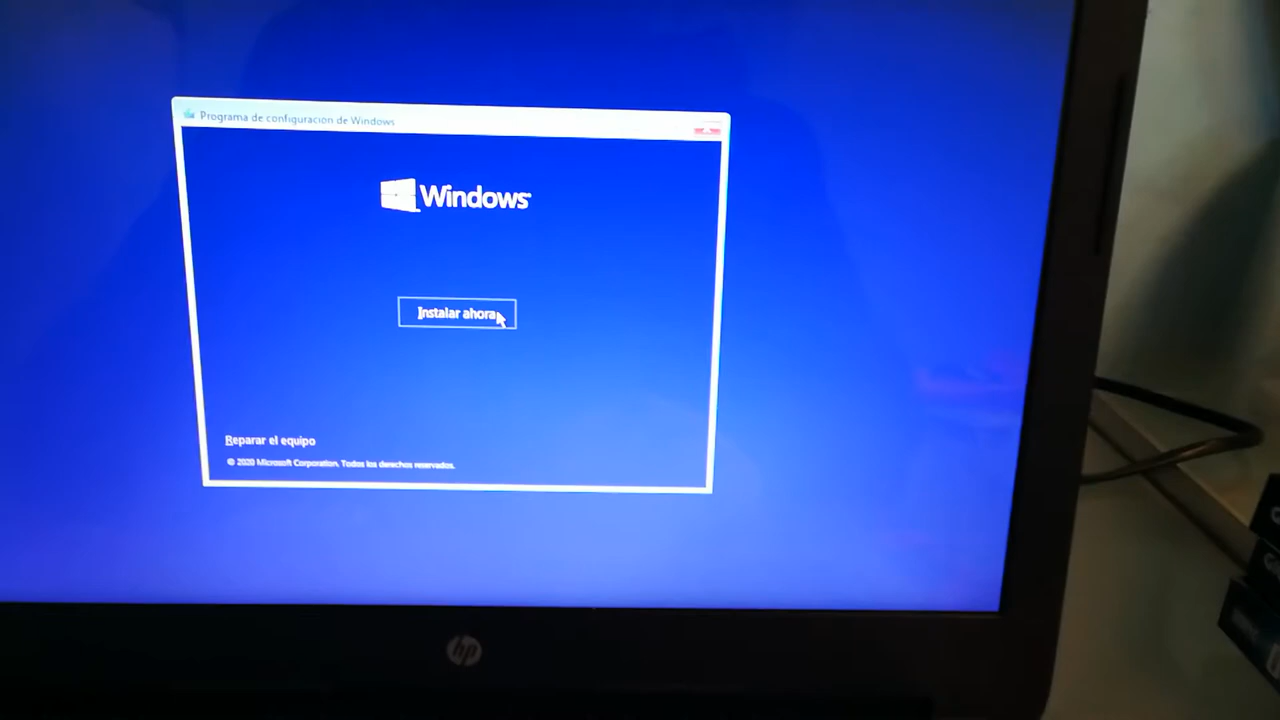 Programa de configuración de Windows
Windows
Instalar ahora
Reparar el equipo
© 2020 Microsoft Corporation. Todos los derechos reservados.
hp